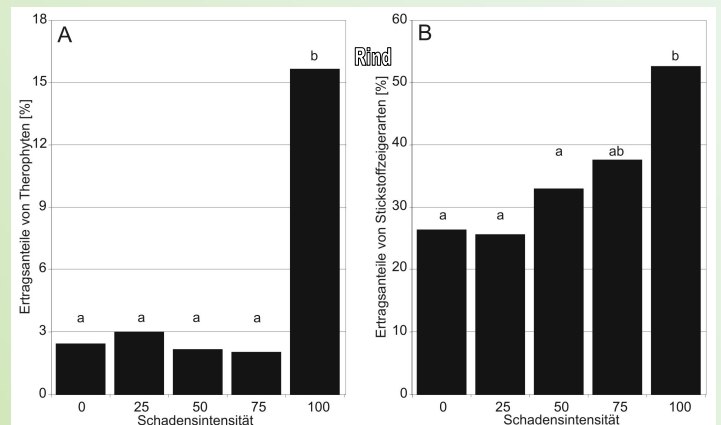 A
Ertragsanteile von Therophyten [%]
18
15
12
9
6
3
0
a
a
a
a
b
0 25 50 75 100
Schadensintensität
Rind
B
Ertragsanteile von Stickstoffzeigerarten [%]
60
50
40
30
20
10
0
a
a
a
ab
b
0 25 50 75 100
Schadensintensität